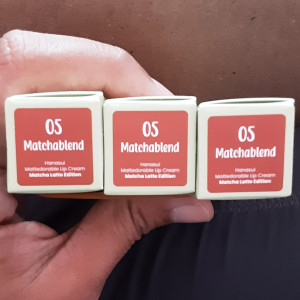 05
Matchablend
Hanasui
Mattedorable Lip Cream
Matcha Latte Edition
05
Matchablend
Hanasui
Mattedorable Lip Cream
Matcha Latte Edition
05
Matchablend
Hanasui
Mattedorable Lip Cream
Matcha Latte Edition